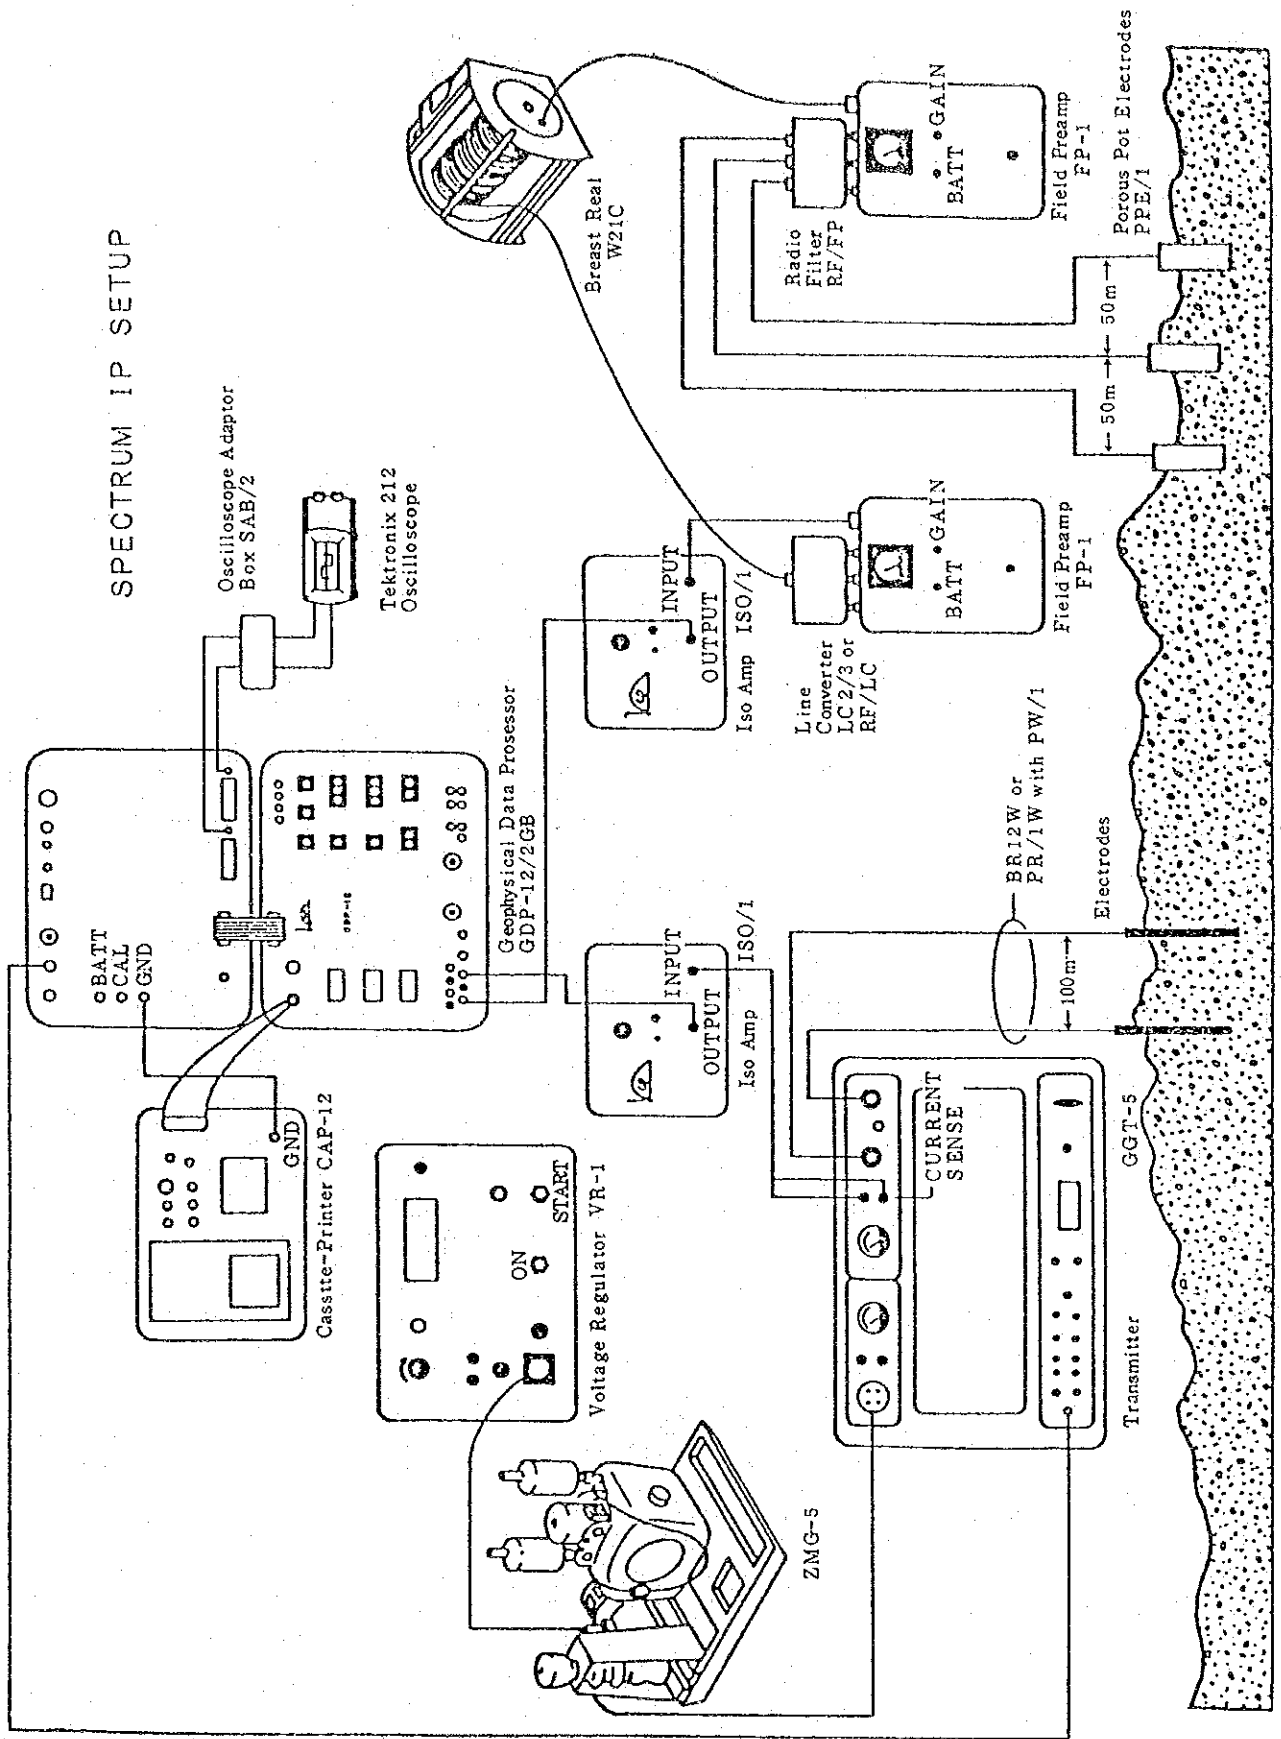 SPECTRUM IP SETUP
Oscilloscope Adaptor
Box SAB/2
Tektronix 212
Oscilloscope
BATT
CAL
GND
GDP-12
Geophysical Data Prosessor
GDP-12/2GB
GND
Casstte-Printer CAP-12
ON
START
Voltage Regulator VR-1
ZMG-5
INPUT
OUTPUT
Iso Amp ISO/1
INPUT
OUTPUT
Iso Amp ISO/1
Breast Real
W21C
Radio
Filter
RF/FP
BATT
GAIN
Field Preamp
FP-1
Line
Converter
LC 2/3 or
RF/LC
BATT
GAIN
Field Preamp
FP-1
Porous Pot Electrodes
PPE/1
50m
50m
BR12W or
PR/1W with PW/1
Electrodes
100m
CURRENT
SENSE
Transmitter
GGT-5